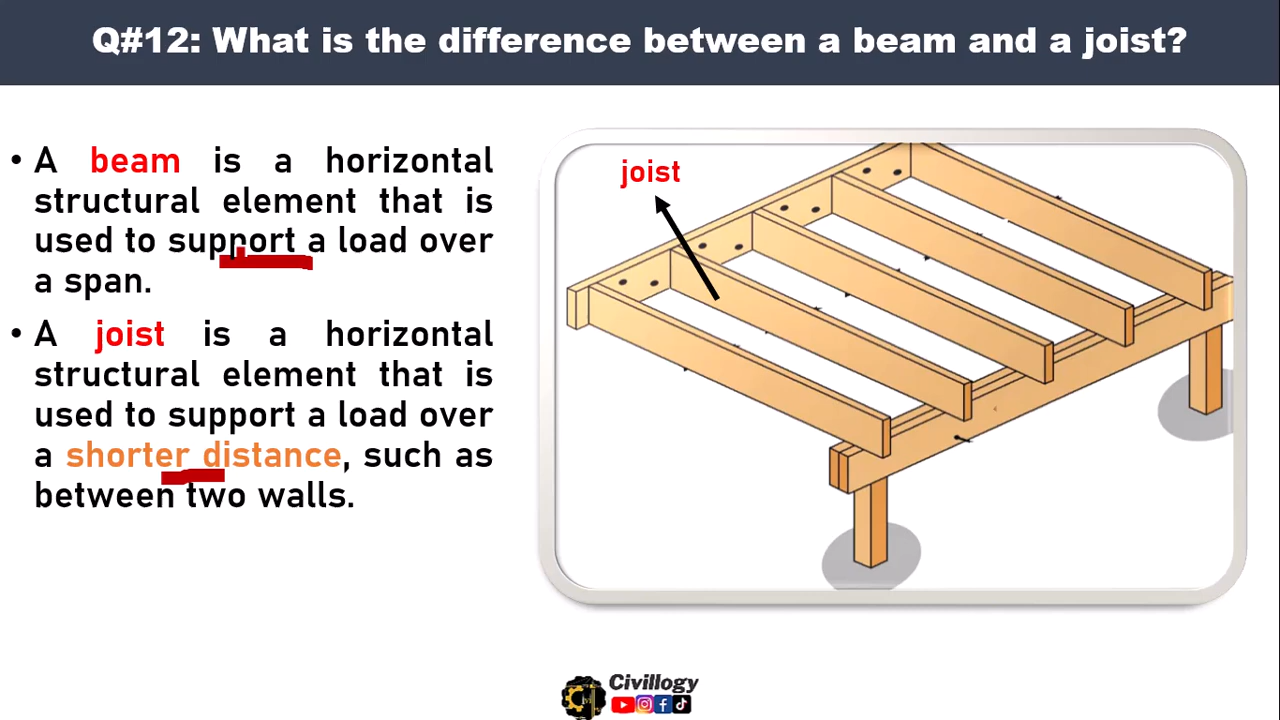 Q#12: What is the difference between a beam and a joist?
• A beam is a horizontal
structural element that is
used to support a load over
a span.
• A joist is a horizontal
structural element that is
used to support a load over
a shorter distance, such as
between two walls.
joist
Civillogy